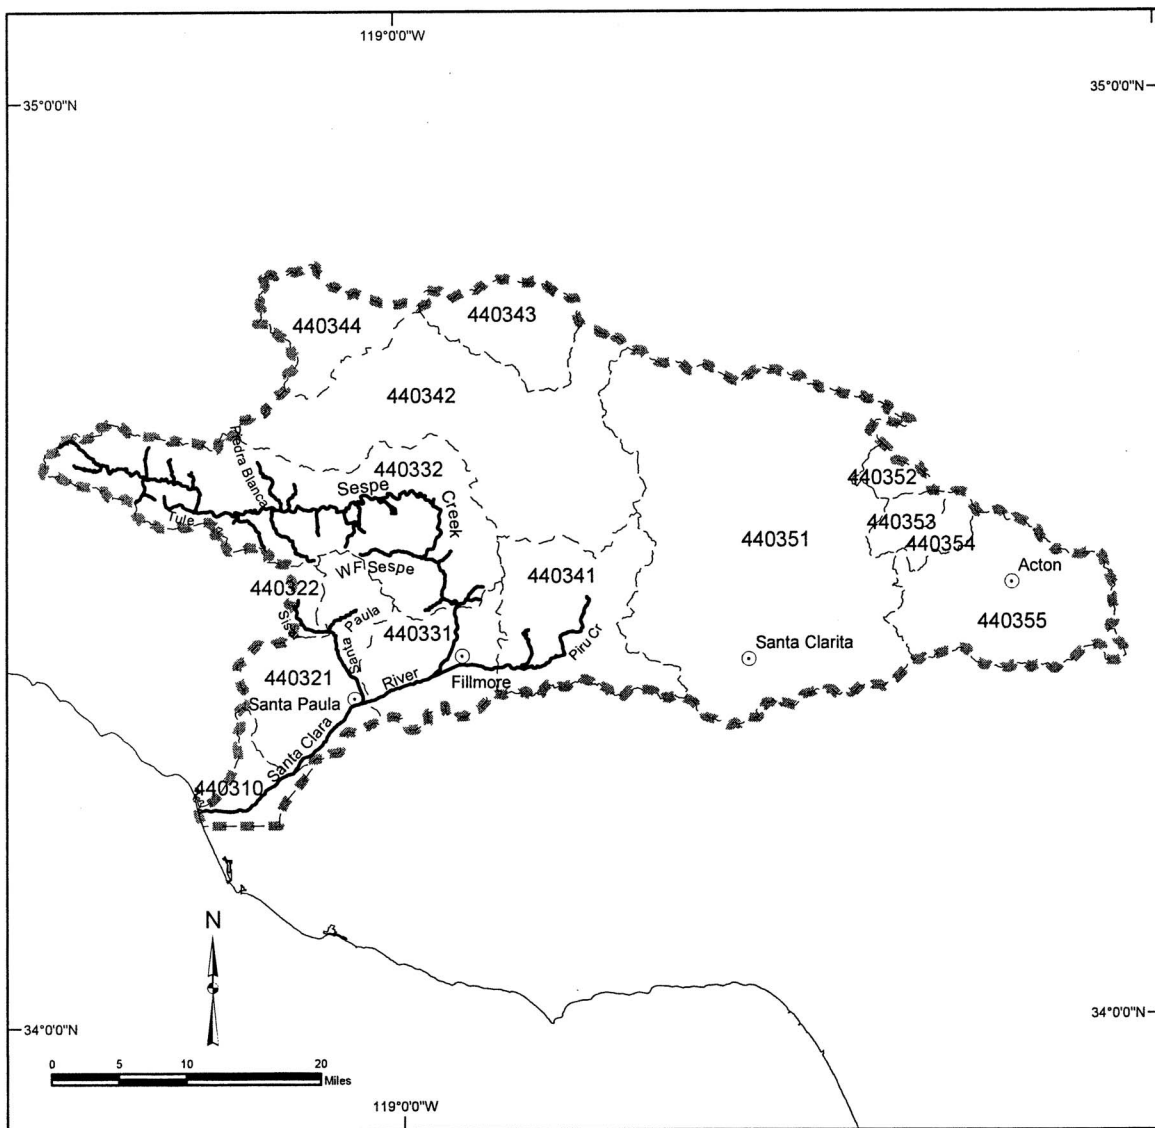 119°0'0"W
35°0'0"N
35°0'0"N
440344
440343
440342
Piedra Blanca
440332
Sespe
Creek
Tule
440352
440353
440354
440351
Acton
WF Sespe
440322
440341
Sis
Paula
Santa
440331
440355
Piru Cr
Santa Clarita
440321
River
Fillmore
Santa Paula
Santa Clara
440310
N
34°0'0"N
34°0'0"N
0 5 10 20
Miles
119°0'0"W